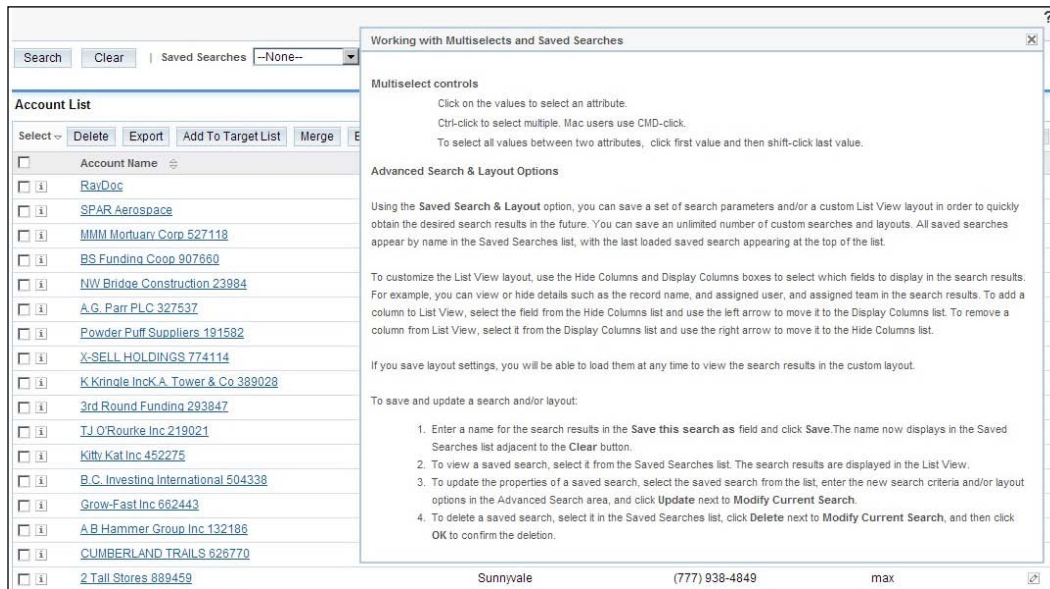 ?
Search Clear | Saved Searches --None--
Working with Multiselects and Saved Searches
Multiselect controls
Click on the values to select an attribute.
Ctrl-click to select multiple. Mac users use CMD-click.
To select all values between two attributes, click first value and then shift-click last value.
Advanced Search & Layout Options
Using the Saved Search & Layout option, you can save a set of search parameters and/or a custom List View layout in order to quickly
obtain the desired search results in the future. You can save an unlimited number of custom searches and layouts. All saved searches
appear by name in the Saved Searches list, with the last loaded saved search appearing at the top of the list.
To customize the List View layout, use the Hide Columns and Display Columns boxes to select which fields to display in the search results.
For example, you can view or hide details such as the record name, and assigned user, and assigned team in the search results. To add a
column to List View, select the field from the Hide Columns list and use the left arrow to move it to the Display Columns list. To remove a
column from List View, select it from the Display Columns list and use the right arrow to move it to the Hide Columns list.
If you save layout settings, you will be able to load them at any time to view the search results in the custom layout.
To save and update a search and/or layout:
1. Enter a name for the search results in the Save this search as field and click Save.The name now displays in the Saved
Searches list adjacent to the Clear button.
2. To view a saved search, select it from the Saved Searches list. The search results are displayed in the List View.
3. To update the properties of a saved search, select the saved search from the list, enter the new search criteria and/or layout
options in the Advanced Search area, and click Update next to Modify Current Search.
4. To delete a saved search, select it in the Saved Searches list, click Delete next to Modify Current Search, and then click
OK to confirm the deletion.
Account List
Select Delete Export Add To Target List Merge E
Account Name
RayDoc
SPAR Aerospace
MMM Mortuary Corp 527118
BS Funding Coop 907660
NW Bridge Construction 23984
A.G. Parr PLC 327537
Powder Puff Suppliers 191582
X-SELL HOLDINGS 774114
K Kringle IncK.A. Tower & Co 389028
3rd Round Funding 293847
TJ O'Rourke Inc 219021
Kitty Kat Inc 452275
B.C. Investing International 504338
Grow-Fast Inc 662443
A B Hammer Group Inc 132186
CUMBERLAND TRAILS 626770
2 Tall Stores 889459 Sunnyvale (777) 938-4849 max